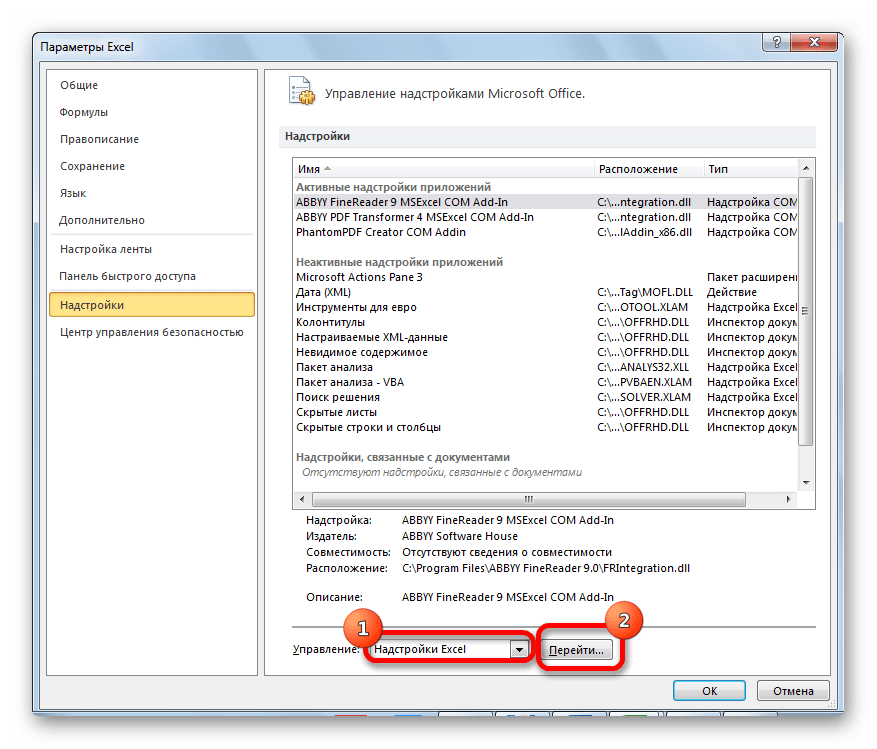 Параметры Excel
Общие
Формулы
Правописание
Сохранение
Язык
Дополнительно
Настройка ленты
Панель быстрого доступа
Надстройки
Центр управления безопасностью
Управление надстройками Microsoft Office.
Надстройки
Имя Расположение Тип
Активные надстройки приложений
ABBYY FineReader 9 MSExcel COM Add-In C:\...ntegration.dll Надстройка COM
ABBYY PDF Transformer 4 MSExcel COM Add-In C:\...ntegration.dll Надстройка COM
PhantomPDF Creator COM Addin C:\...lAddin_x86.dll Надстройка COM
Неактивные надстройки приложений
Microsoft Actions Pane 3 Пакет расширени
Дата (XML) C:\...Tag\MOFL.DLL Действие
Инструменты для евро C:\...OTOOL.XLAM Надстройка Excel
Колонтитулы C:\...\OFFRHD.DLL Инспектор докум
Настраиваемые XML-данные C:\...\OFFRHD.DLL Инспектор докум
Невидимое содержимое C:\...\OFFRHD.DLL Инспектор докум
Пакет анализа C:\...ANALYS32.XLL Надстройка Excel
Пакет анализа - VBA C:\...PVBAEN.XLAM Надстройка Excel
Поиск решения C:\...SOLVER.XLAM Надстройка Excel
Скрытые листы C:\...\OFFRHD.DLL Инспектор докум
Скрытые строки и столбцы C:\...\OFFRHD.DLL Инспектор докум
Надстройки, связанные с документами
Отсутствуют надстройки, связанные с документами
Надстройка: ABBYY FineReader 9 MSExcel COM Add-In
Издатель: ABBYY Software House
Совместимость: Отсутствуют сведения о совместимости
Расположение: C:\Program Files\ABBYY FineReader 9.0\FRIntegration.dll
Описание: ABBYY FineReader 9 MSExcel COM Add-In
1 2
Управление: Надстройки Excel Перейти...
ОК Отмена